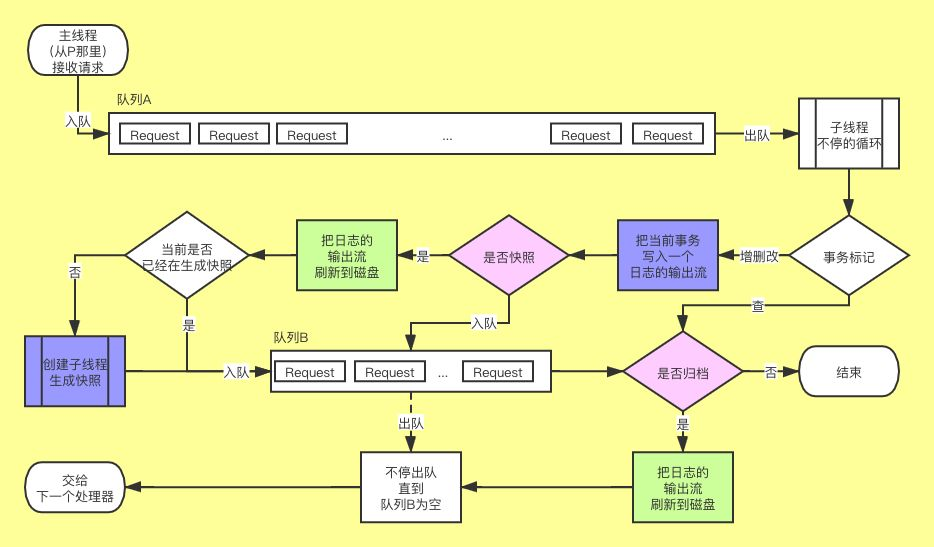 主线程
（从P那里）
接收请求
入队
队列A
Request
Request
Request
...
Request
Request
出队
子线程
不停的循环
事务标记
增删改
把当前事务
写入一个
日志的输出流
是否快照
是
把日志的
输出流
刷新到磁盘
当前是否
已经在生成快照
否
是
创建子线程
生成快照
入队
入队
队列B
Request
Request
...
Request
查
是否归档
否
结束
是
把日志的
输出流
刷新到磁盘
出队
不停出队
直到
队列B为空
交给
下一个处理器